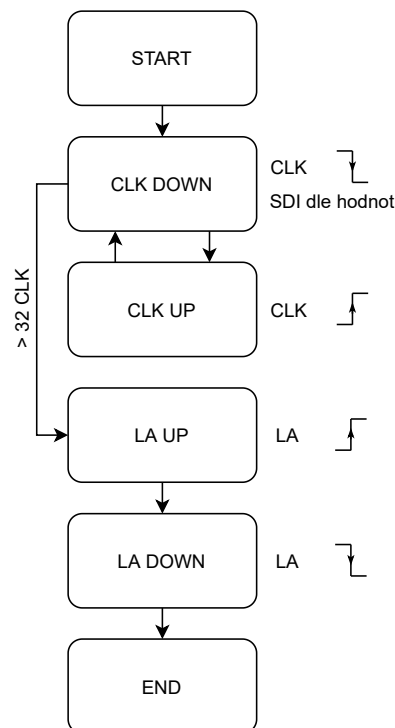 START
CLK DOWN
CLK
SDI dle hodnot
> 32 CLK
CLK UP
CLK
LA UP
LA
LA DOWN
LA
END